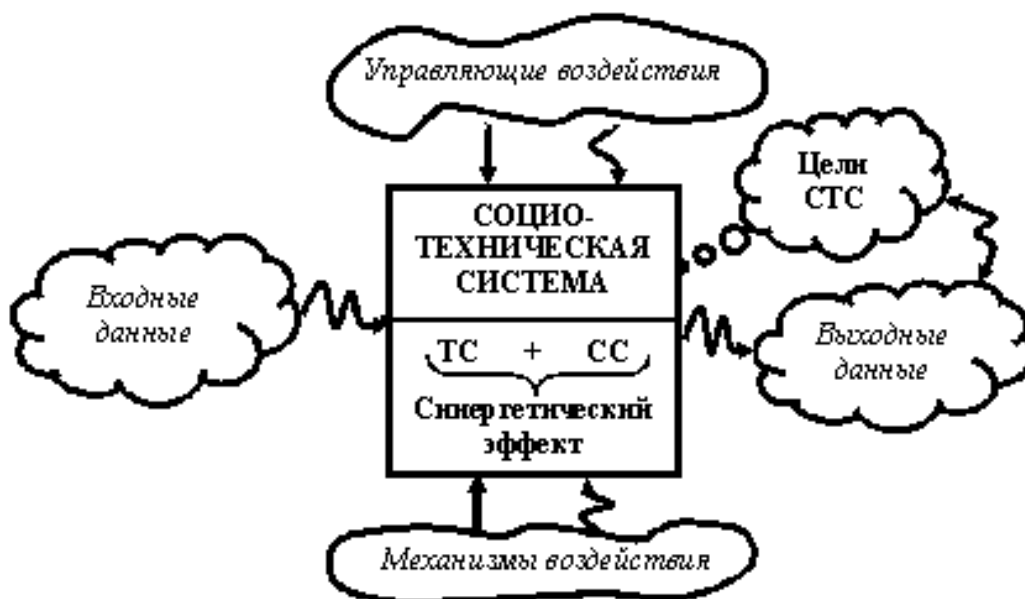 Управляющие воздействия
Цели
СТС
СОЦИО-
ТЕХНИЧЕСКАЯ
СИСТЕМА
Входные
данные
Выходные
данные
ТС + СС
Синергетический
эффект
Механизмы воздействия